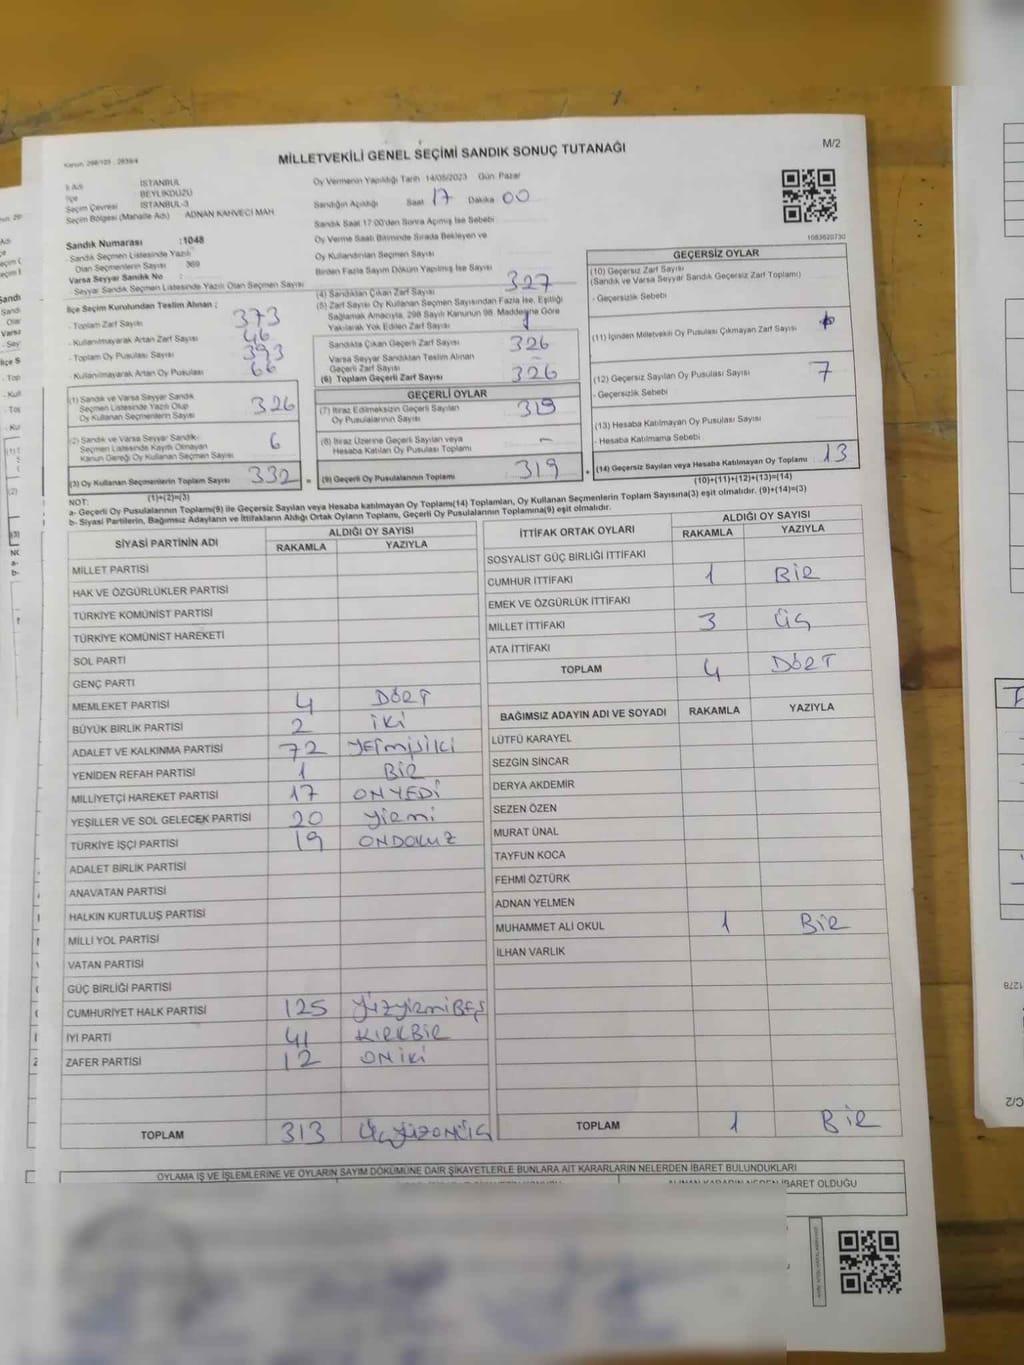 Kanun: 298/105 - 2839/4
MİLLETVEKİLİ GENEL SEÇİMİ SANDIK SONUÇ TUTANAĞI
M/2
İl Adı İSTANBUL
İlçe BEYLİKDÜZÜ
Seçim Çevresi İSTANBUL-3
Seçim Bölgesi (Mahalle Adı) ADNAN KAHVECİ MAH
Sandık Numarası :1048
- Sandık Seçmen Listesinde Yazılı
Olan Seçmenlerin Sayısı 369
Varsa Seyyar Sandık No :
Seyyar Sandık Seçmen Listesinde Yazılı Olan Seçmen Sayısı
Oy Vermenin Yapıldığı Tarih 14/05/2023 Gün: Pazar
Sandığın Açıldığı Saat 17 Dakika 00
Sandık Saat 17:00'den Sonra Açılmış İse Sebebi
Oy Verme Saati Bitiminde Sırada Bekleyen ve
Oy Kullandırılan Seçmen Sayısı
Birden Fazla Sayım Döküm Yapılmış İse Sayısı
1083620730
İlçe Seçim Kurulundan Teslim Alınan ;
- Toplam Zarf Sayısı 373
- Kullanılmayarak Artan Zarf Sayısı 46
- Toplam Oy Pusulası Sayısı 393
- Kullanılmayarak Artan Oy Pusulası 66
(1) Sandık ve Varsa Seyyar Sandık
Seçmen Listesinde Yazılı Olup
Oy Kullanan Seçmenlerin Sayısı 326
(2) Sandık ve Varsa Seyyar Sandık
Seçmen Listesinde Kayıtlı Olmayan
Kanun Gereği Oy Kullanan Seçmen Sayısı 6
(3) Oy Kullanan Seçmenlerin Toplam Sayısı 332
(1)+(2)=(3)
(4) Sandıktan Çıkan Zarf Sayısı 327
(5) Zarf Sayısı Oy Kullanan Seçmen Sayısından Fazla İse, Eşitliği
Sağlamak Amacıyla, 298 Sayılı Kanunun 98. Maddesine Göre
Yakılarak Yok Edilen Zarf Sayısı 1
Sandıkta Çıkan Geçerli Zarf Sayısı 326
Varsa Seyyar Sandıktan Teslim Alınan
Geçerli Zarf Sayısı -
(6) Toplam Geçerli Zarf Sayısı 326
GEÇERLİ OYLAR
(7) İtiraz Edilmeksizin Geçerli Sayılan
Oy Pusulalarının Sayısı 319
(8) İtiraz Üzerine Geçerli Sayılan veya
Hesaba Katılan Oy Pusulası Toplamı -
= (9) Geçerli Oy Pusulalarının Toplamı 319 +
GEÇERSİZ OYLAR
(10) Geçersiz Zarf Sayısı
(Sandık ve Varsa Seyyar Sandık Geçersiz Zarf Toplamı)
- Geçersizlik Sebebi
(11) İçinden Milletvekili Oy Pusulası Çıkmayan Zarf Sayısı
(12) Geçersiz Sayılan Oy Pusulası Sayısı 7
- Geçersizlik Sebebi
(13) Hesaba Katılmayan Oy Pusulası Sayısı
- Hesaba Katılmama Sebebi
(14) Geçersiz Sayılan veya Hesaba Katılmayan Oy Toplamı 13
(10)+(11)+(12)+(13)=(14)
NOT:
a- Geçerli Oy Pusulalarının Toplamı(9) ile Geçersiz Sayılan veya Hesaba katılmayan Oy Toplamı(14) Toplamları, Oy Kullanan Seçmenlerin Toplam Sayısına(3) eşit olmalıdır. (9)+(14)=(3)
b- Siyasi Partilerin, Bağımsız Adayların ve İttifakların Aldığı Ortak Oyların Toplamı, Geçerli Oy Pusulalarının Toplamına(9) eşit olmalıdır.
SİYASİ PARTİNİN ADI ALDIĞI OY SAYISI
RAKAMLA YAZIYLA
MİLLET PARTİSİ
HAK VE ÖZGÜRLÜKLER PARTİSİ
TÜRKİYE KOMÜNİST PARTİSİ
TÜRKİYE KOMÜNİST HAREKETİ
SOL PARTİ
GENÇ PARTİ
MEMLEKET PARTİSİ 4 DÖRT
BÜYÜK BİRLİK PARTİSİ 2 İKİ
ADALET VE KALKINMA PARTİSİ 72 YETMİŞİKİ
YENİDEN REFAH PARTİSİ 1 BİR
MİLLİYETÇİ HAREKET PARTİSİ 17 ONYEDİ
YEŞİLLER VE SOL GELECEK PARTİSİ 20 YİRMİ
TÜRKİYE İŞÇİ PARTİSİ 19 ONDOKUZ
ADALET BİRLİK PARTİSİ
ANAVATAN PARTİSİ
HALKIN KURTULUŞ PARTİSİ
MİLLİ YOL PARTİSİ
VATAN PARTİSİ
GÜÇ BİRLİĞİ PARTİSİ
CUMHURİYET HALK PARTİSİ 125 YÜZYİRMİBEŞ
İYİ PARTİ 41 KIRKBİR
ZAFER PARTİSİ 12 ONİKİ
TOPLAM 313 ÜÇYÜZONÜÇ
İTTİFAK ORTAK OYLARI ALDIĞI OY SAYISI
RAKAMLA YAZIYLA
SOSYALİST GÜÇ BİRLİĞİ İTTİFAKI
CUMHUR İTTİFAKI 1 BİR
EMEK VE ÖZGÜRLÜK İTTİFAKI
MİLLET İTTİFAKI 3 ÜÇ
ATA İTTİFAKI
TOPLAM 4 DÖRT
BAĞIMSIZ ADAYIN ADI VE SOYADI RAKAMLA YAZIYLA
LÜTFÜ KARAYEL
SEZGİN SİNCAR
DERYA AKDEMİR
SEZEN ÖZEN
MURAT ÜNAL
TAYFUN KOCA
FEHMİ ÖZTÜRK
ADNAN YELMEN
MUHAMMET ALİ OKUL 1 BİR
İLHAN VARLIK
TOPLAM 1 BİR
OYLAMA İŞ VE İŞLEMLERİNE VE OYLARIN SAYIM DÖKÜMÜNE DAİR ŞİKAYETLERLE BUNLARA AİT KARARLARIN NELERDEN İBARET BULUNDUKLARI
İBARET OLDUĞU
1278
C/2